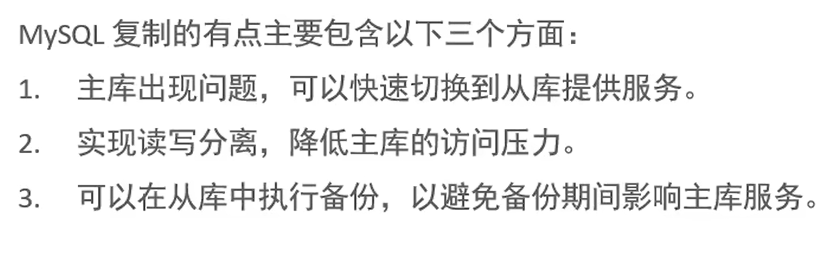 MySQL 复制的有点主要包含以下三个方面：
1. 主库出现问题，可以快速切换到从库提供服务。
2. 实现读写分离，降低主库的访问压力。
3. 可以在从库中执行备份，以避免备份期间影响主库服务。